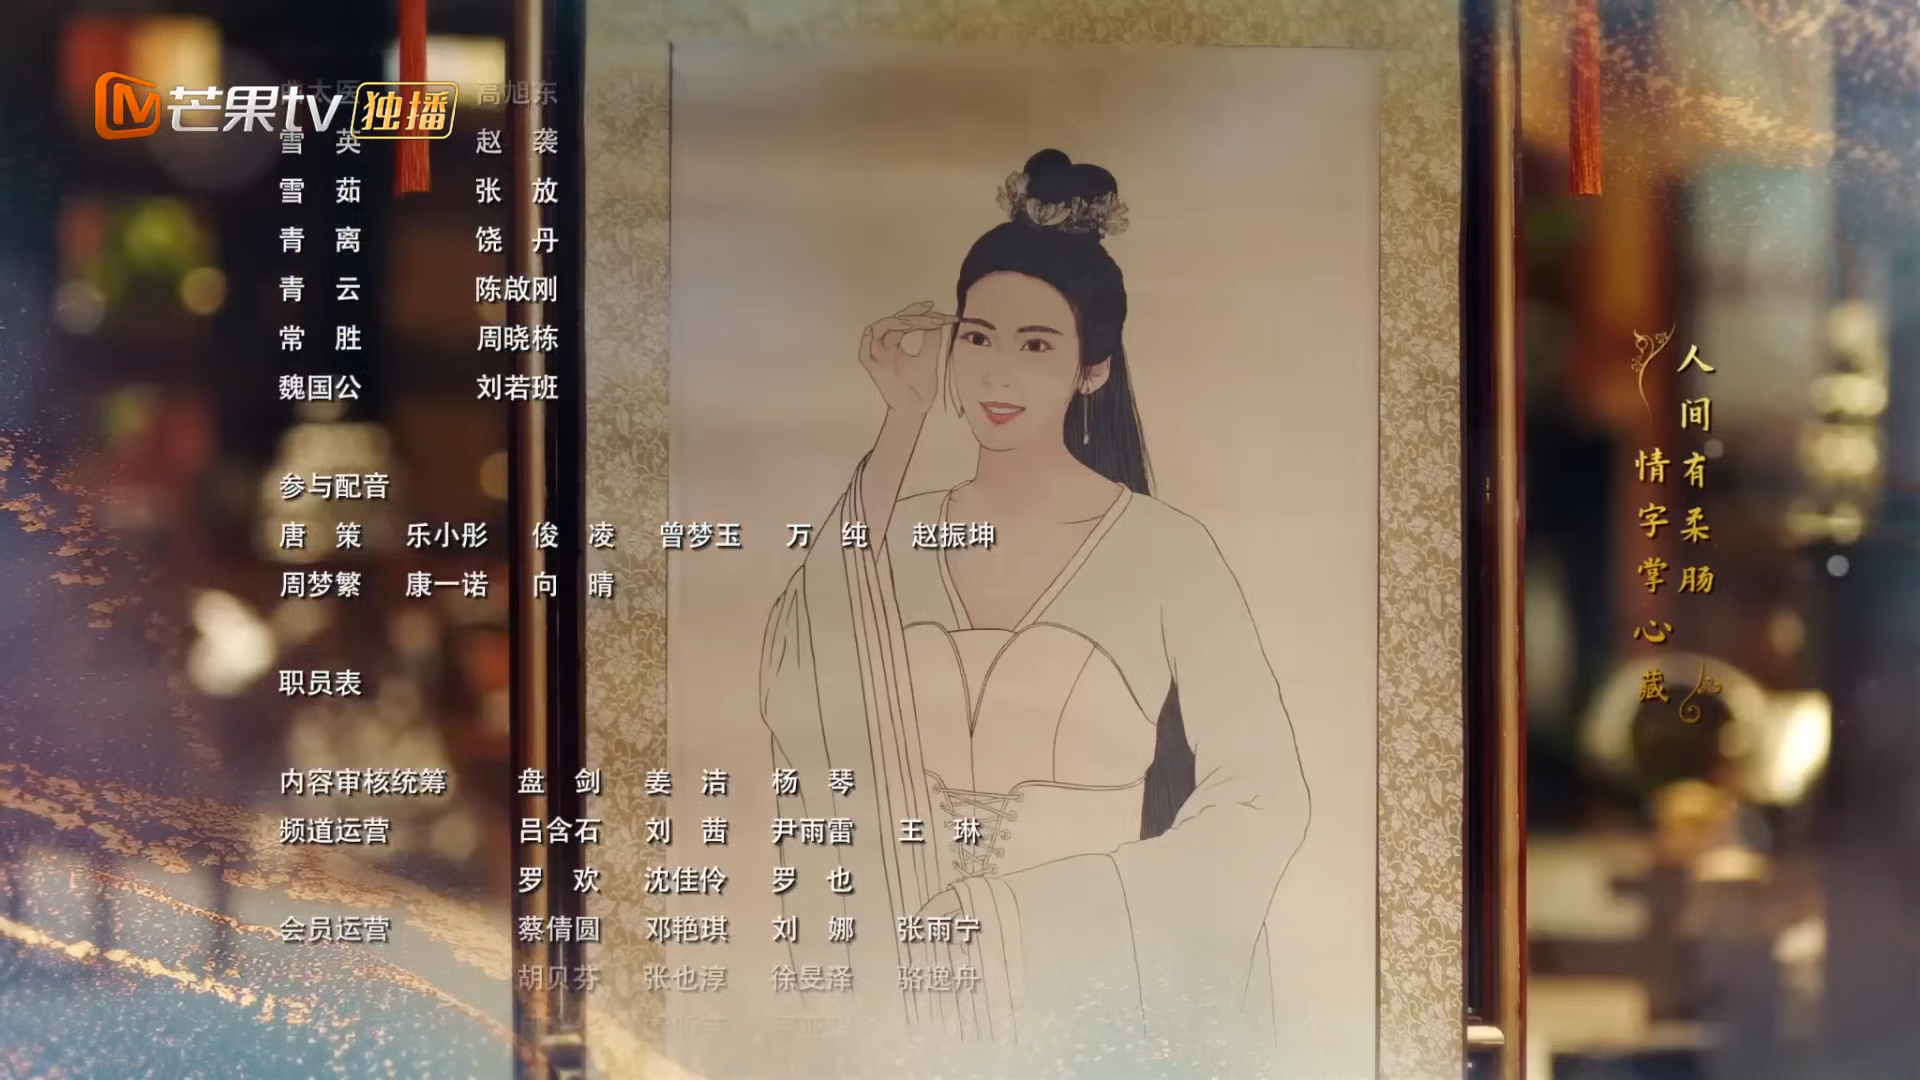 芒果tv 独播
太医 高旭东
雪 英 赵 袭
雪 茹 张 放
青 离 饶 丹
青 云 陈啟刚
常 胜 周晓栋
魏国公 刘若班
参与配音
唐 策 乐小彤 俊 凌 曾梦玉 万 纯 赵振坤
周梦繁 康一诺 向 晴
职员表
内容审核统筹 盘 剑 姜 洁 杨 琴
频道运营 吕含石 刘 茜 尹雨雷 王 琳
罗 欢 沈佳伶 罗 也
会员运营 蔡倩圆 邓艳琪 刘 娜 张雨宁
胡贝芬 张也淳 徐旻泽 骆逸舟
人间有柔肠
情字掌心藏